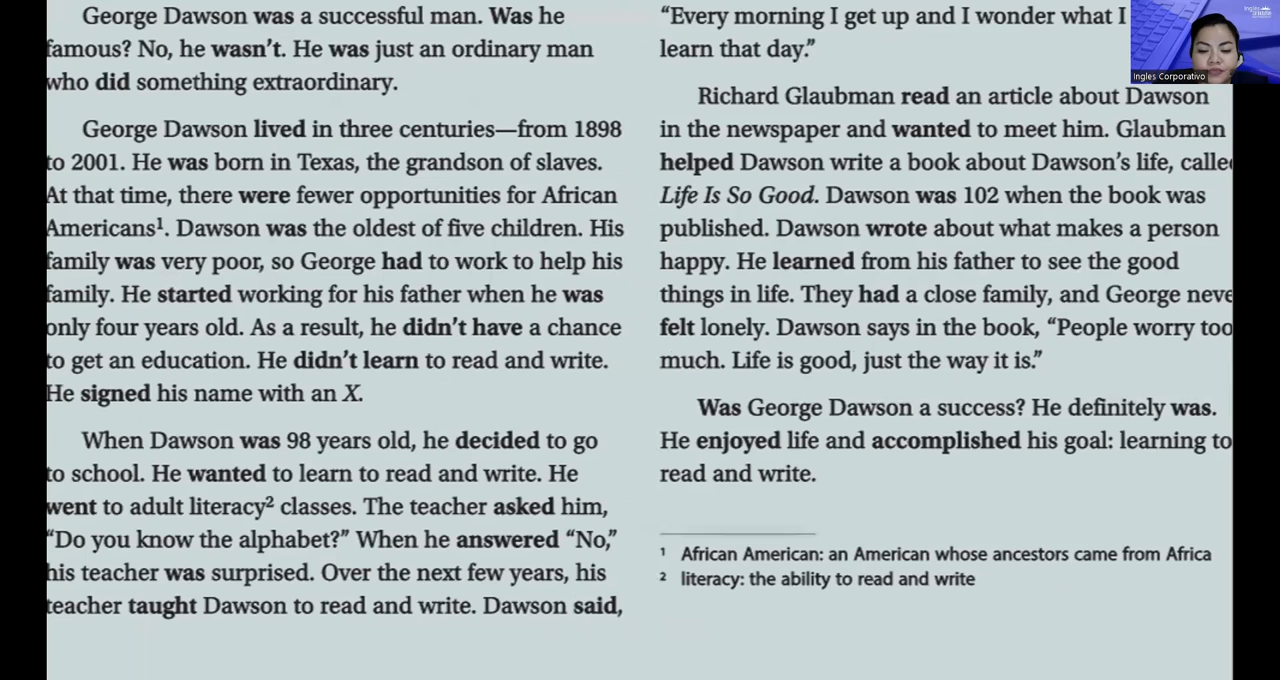 George Dawson was a successful man. Was he
famous? No, he wasn't. He was just an ordinary man
who did something extraordinary.
George Dawson lived in three centuries—from 1898
to 2001. He was born in Texas, the grandson of slaves.
At that time, there were fewer opportunities for African
Americans¹. Dawson was the oldest of five children. His
family was very poor, so George had to work to help his
family. He started working for his father when he was
only four years old. As a result, he didn't have a chance
to get an education. He didn't learn to read and write.
He signed his name with an X.
When Dawson was 98 years old, he decided to go
to school. He wanted to learn to read and write. He
went to adult literacy² classes. The teacher asked him,
“Do you know the alphabet?” When he answered “No,”
his teacher was surprised. Over the next few years, his
teacher taught Dawson to read and write. Dawson said,
“Every morning I get up and I wonder what I
learn that day.”
Richard Glaubman read an article about Dawson
in the newspaper and wanted to meet him. Glaubman
helped Dawson write a book about Dawson's life, calle
Life Is So Good. Dawson was 102 when the book was
published. Dawson wrote about what makes a person
happy. He learned from his father to see the good
things in life. They had a close family, and George neve
felt lonely. Dawson says in the book, “People worry too
much. Life is good, just the way it is.”
Was George Dawson a success? He definitely was.
He enjoyed life and accomplished his goal: learning to
read and write.
¹ African American: an American whose ancestors came from Africa
² literacy: the ability to read and write
Ingles Corporativo